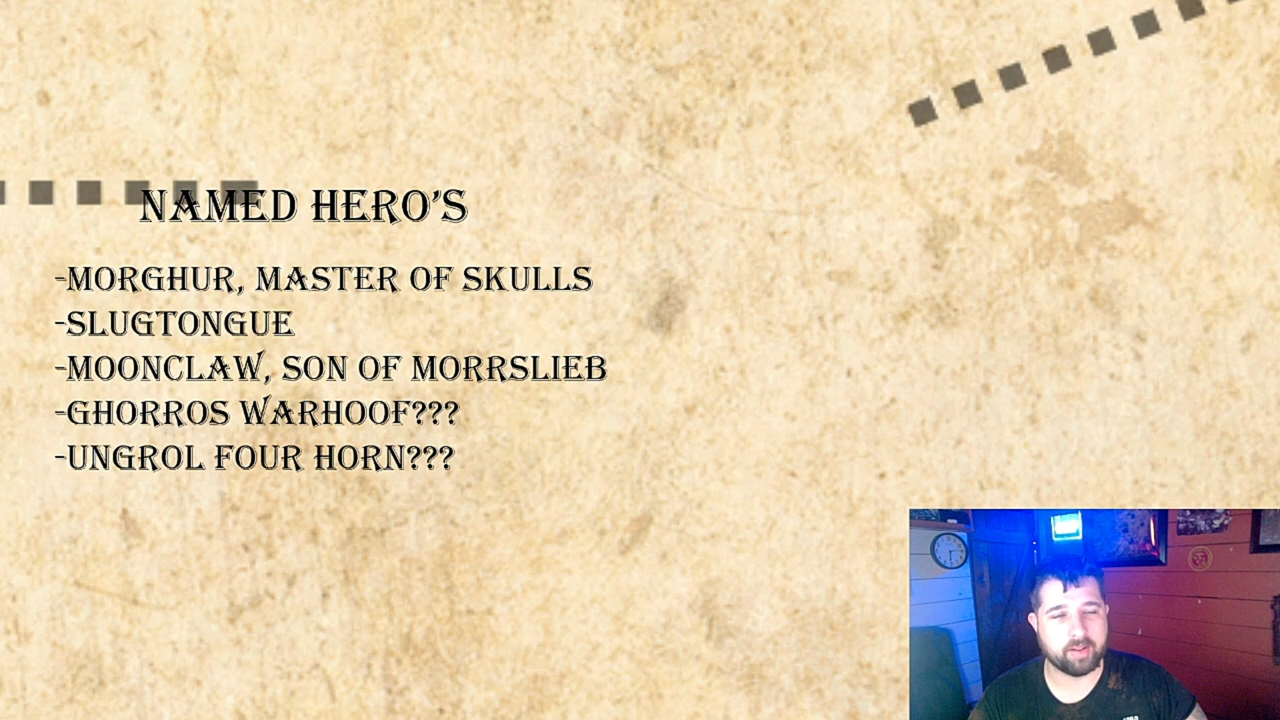 NAMED HERO'S
-MORGHUR, MASTER OF SKULLS
-SLUGTONGUE
-MOONCLAW, SON OF MORRSLIEB
-GHORROS WARHOOF???
-UNGROL FOUR HORN???